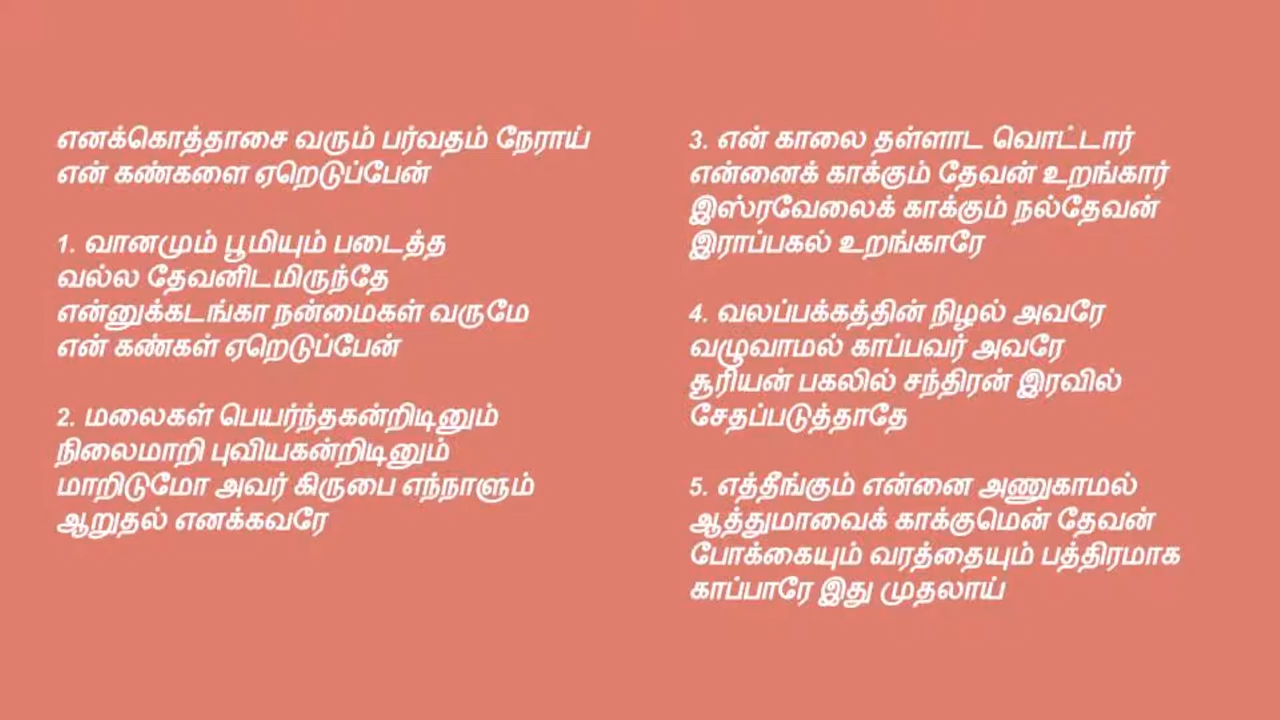 எனக்கொத்தாசை வரும் பர்வதம் நேராய்
என் கண்களை ஏறெடுப்பேன்
1. வானமும் பூமியும் படைத்த
வல்ல தேவனிடமிருந்தே
என்னுக்கடங்கா நன்மைகள் வருமே
என் கண்கள் ஏறெடுப்பேன்
2. மலைகள் பெயர்ந்தகன்றிடினும்
நிலைமாறி புவியகன்றிடினும்
மாறிடுமோ அவர் கிருபை எந்நாளும்
ஆறுதல் எனக்கவரே
3. என் காலை தள்ளாட வொட்டார்
என்னைக் காக்கும் தேவன் உறங்கார்
இஸ்ரவேலைக் காக்கும் நல்தேவன்
இராப்பகல் உறங்காரே
4. வலப்பக்கத்தின் நிழல் அவரே
வழுவாமல் காப்பவர் அவரே
சூரியன் பகலில் சந்திரன் இரவில்
சேதப்படுத்தாதே
5. எத்தீங்கும் என்னை அணுகாமல்
ஆத்துமாவைக் காக்குமென் தேவன்
போக்கையும் வரத்தையும் பத்திரமாக
காப்பாரே இது முதலாய்